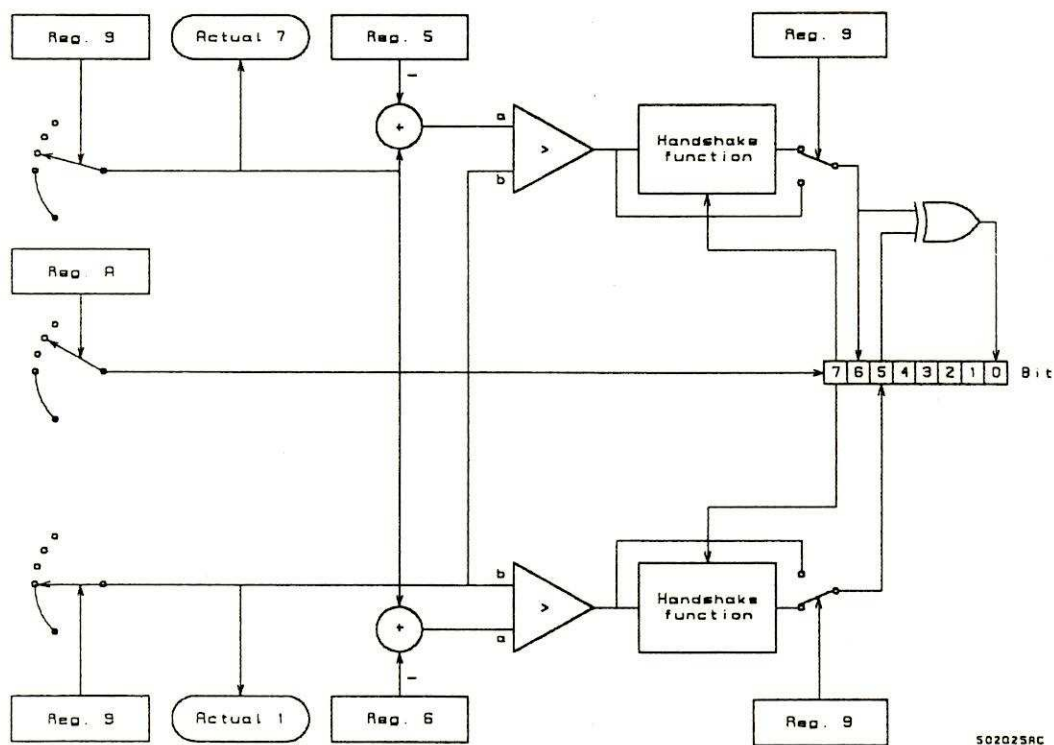 Reg. 9
Actual 7
Reg. 5
Reg. 9
-
+
a
b
>
Handshake
function
Reg. A
7 6 5 4 3 2 1 0 Bit
b
a
>
Handshake
function
+
-
Reg. 9
Actual 1
Reg. 6
Reg. 9
502025AC